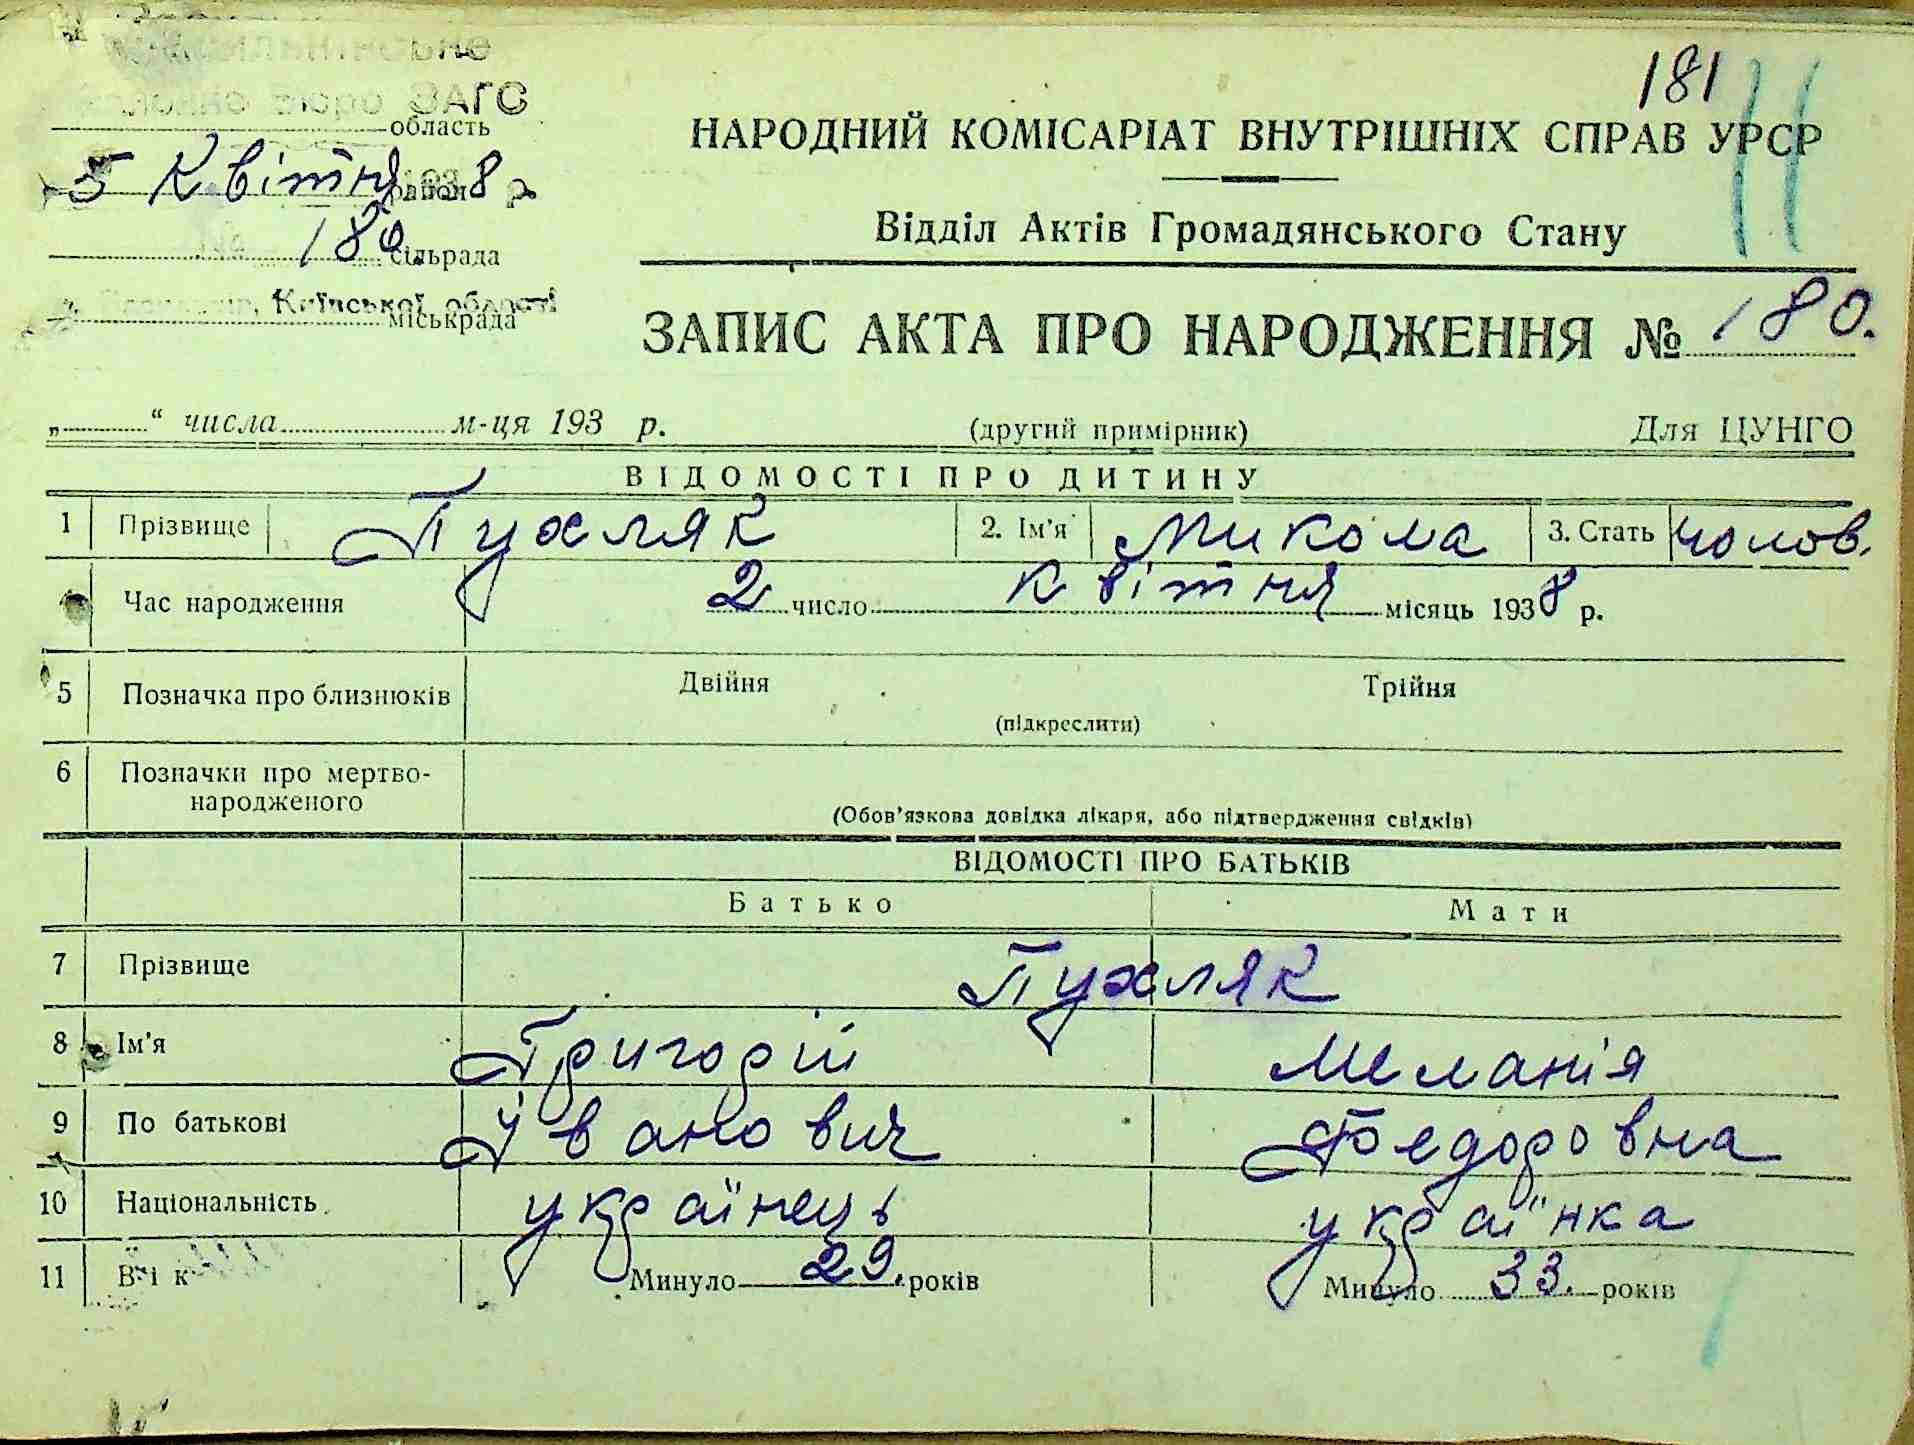 181
ЗАГС
область
5 Квітня 1938 р.
район
180.
сільрада
Київської області
міськрада
НАРОДНИЙ КОМІСАРІАТ ВНУТРІШНІХ СПРАВ УРСР
Відділ Актів Громадянського Стану
ЗАПИС АКТА ПРО НАРОДЖЕННЯ № 180.
„ “ числа м-ця 193 р. (другий примірник) Для ЦУНГО
ВІДОМОСТІ ПРО ДИТИНУ
1 Прізвище Пухляк 2. Ім'я Микола 3. Стать чолов.
Час народження 2 число квітня місяць 1938 р.
5 Позначка про близнюків Двійня Трійня
(підкреслити)
6 Позначки про мертво-
народженого
(Обов'язкова довідка лікаря, або підтвердження свідків)
ВІДОМОСТІ ПРО БАТЬКІВ
Батько Мати
7 Прізвище Пухляк
8 Ім'я Григорій Меланія
9 По батькові Іванович Федоровна
10 Національність українець українка
11 Вік Минуло 29. років Минуло 33. років